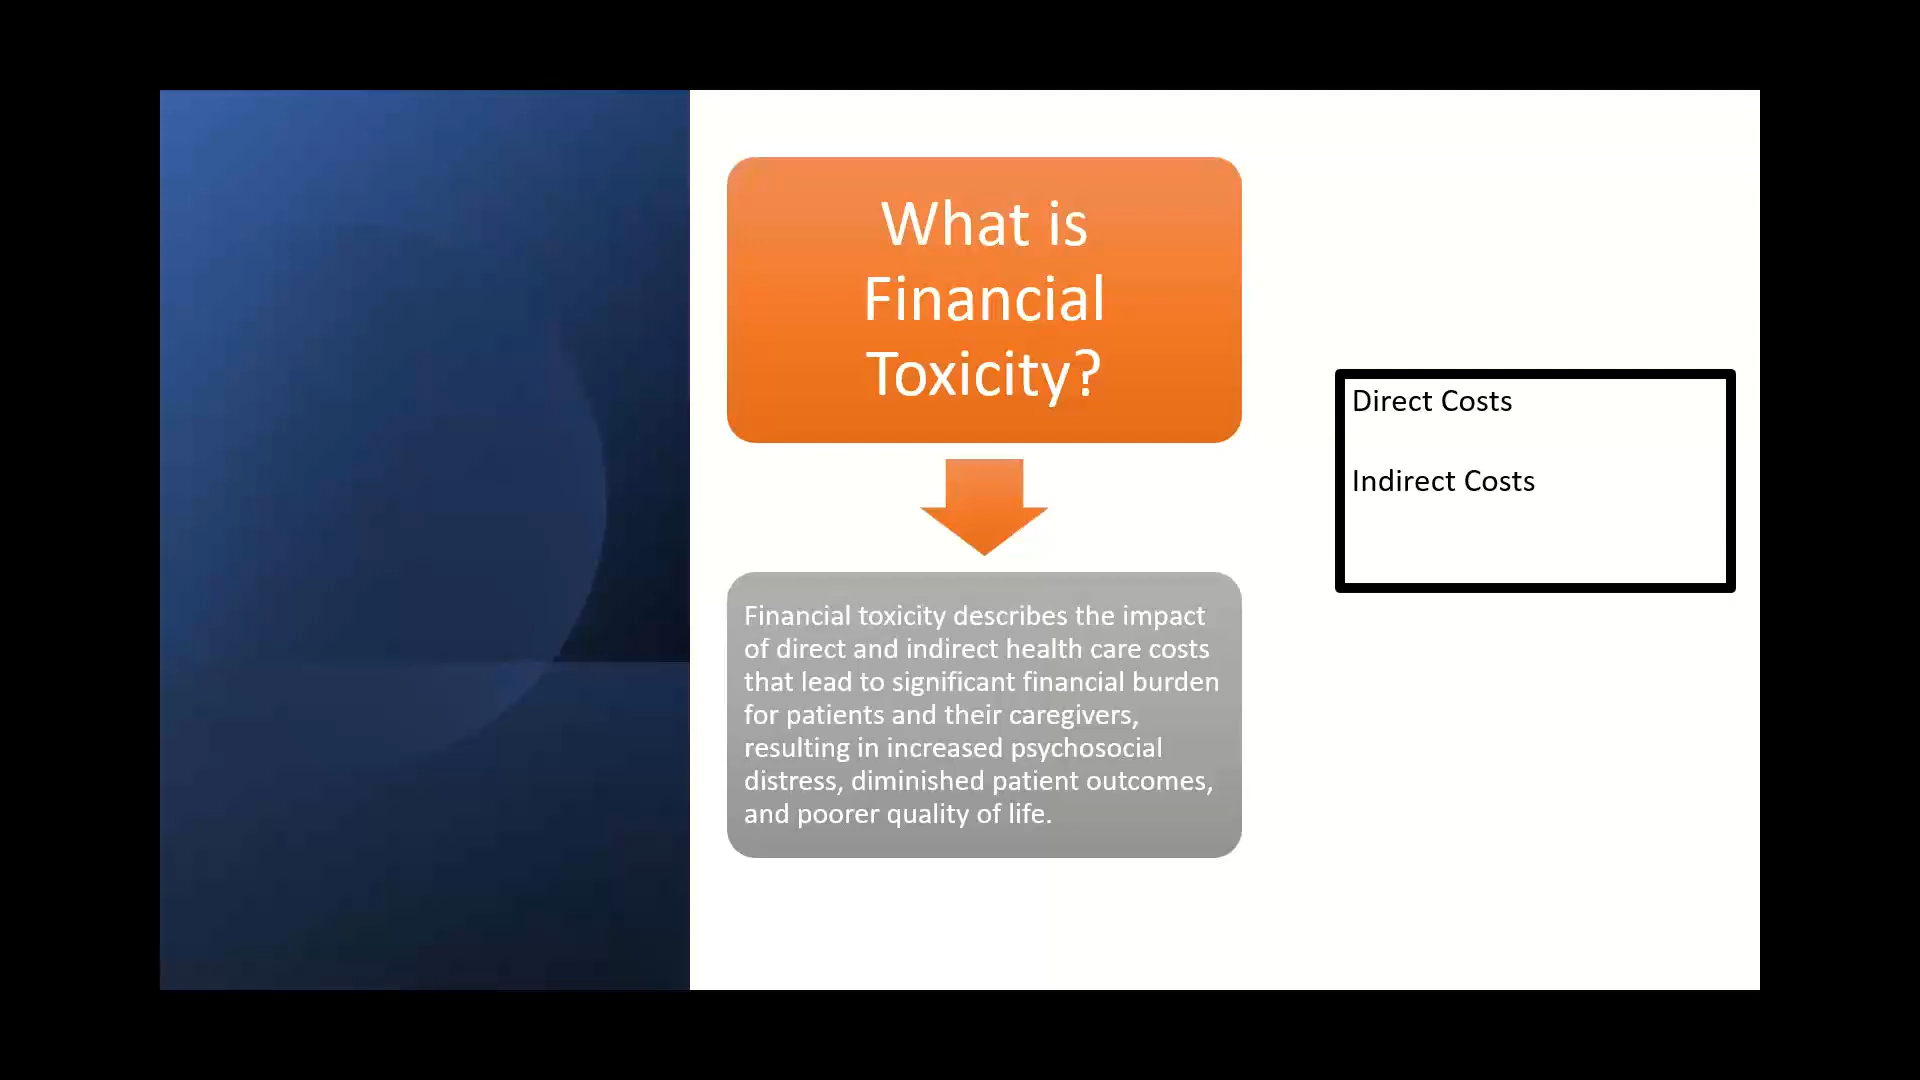 What is
Financial
Toxicity?
Financial toxicity describes the impact
of direct and indirect health care costs
that lead to significant financial burden
for patients and their caregivers,
resulting in increased psychosocial
distress, diminished patient outcomes,
and poorer quality of life.
Direct Costs
Indirect Costs